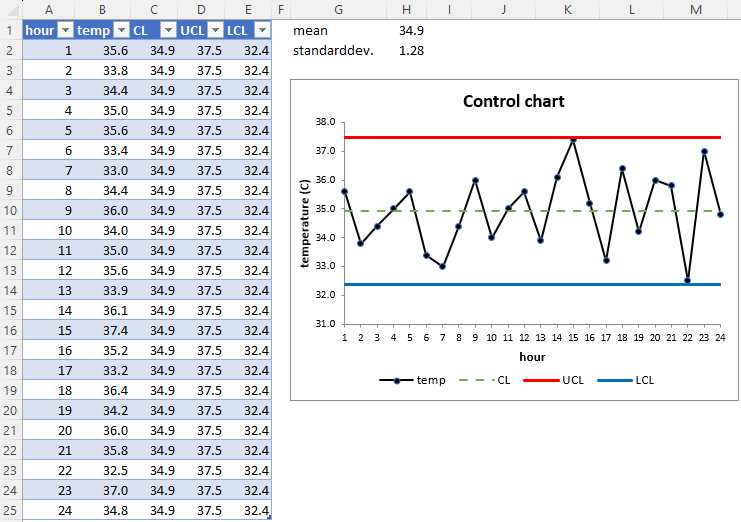 A B C D E F G H I J K L M
1 hour temp CL UCL LCL mean 34.9
2 1 35.6 34.9 37.5 32.4 standarddev. 1.28
3 2 33.8 34.9 37.5 32.4
4 3 34.4 34.9 37.5 32.4
5 4 35.0 34.9 37.5 32.4
6 5 35.6 34.9 37.5 32.4
7 6 33.4 34.9 37.5 32.4
8 7 33.0 34.9 37.5 32.4
9 8 34.4 34.9 37.5 32.4
10 9 36.0 34.9 37.5 32.4
11 10 34.0 34.9 37.5 32.4
12 11 35.0 34.9 37.5 32.4
13 12 35.6 34.9 37.5 32.4
14 13 33.9 34.9 37.5 32.4
15 14 36.1 34.9 37.5 32.4
16 15 37.4 34.9 37.5 32.4
17 16 35.2 34.9 37.5 32.4
18 17 33.2 34.9 37.5 32.4
19 18 36.4 34.9 37.5 32.4
20 19 34.2 34.9 37.5 32.4
21 20 36.0 34.9 37.5 32.4
22 21 35.8 34.9 37.5 32.4
23 22 32.5 34.9 37.5 32.4
24 23 37.0 34.9 37.5 32.4
25 24 34.8 34.9 37.5 32.4
Control chart
temperature (C)
38.0
37.0
36.0
35.0
34.0
33.0
32.0
31.0
1 2 3 4 5 6 7 8 9 10 11 12 13 14 15 16 17 18 19 20 21 22 23 24
hour
temp CL UCL LCL